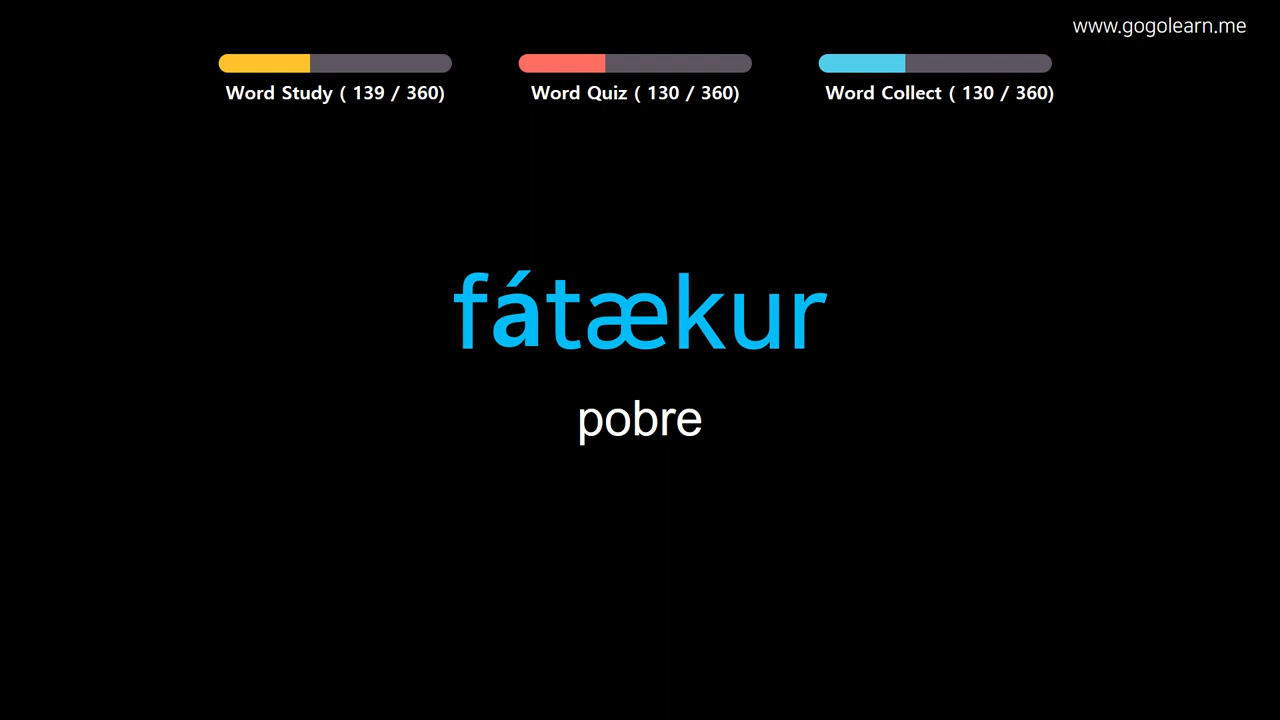 www.gogolearn.me
Word Study ( 139 / 360)
Word Quiz ( 130 / 360)
Word Collect ( 130 / 360)
fátækur
pobre